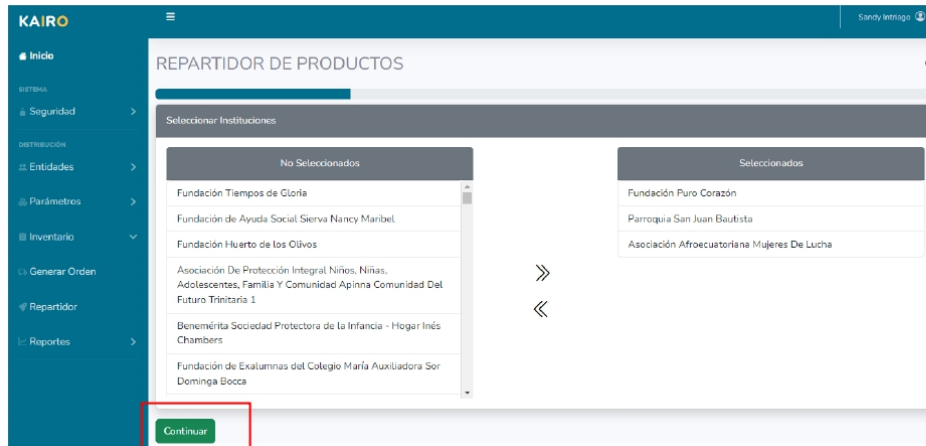 KAIRO
Sandy Intriago
Inicio
REPARTIDOR DE PRODUCTOS
SISTEMA
Seguridad
Seleccionar Instituciones
DISTRIBUCIÓN
Entidades
No Seleccionados
Seleccionados
Parámetros
Fundación Tiempos de Gloria
Fundación Puro Corazón
Fundación de Ayuda Social Sierva Nancy Maribel
Parroquia San Juan Bautista
Inventario
Fundación Huerto de los Olivos
Asociación Afroecuatoriana Mujeres De Lucha
Generar Orden
Asociación De Protección Integral Niños, Niñas,
Adolescentes, Familia Y Comunidad Apinna Comunidad Del
Futuro Trinitaria 1
Repartidor
Benemérita Sociedad Protectora de la Infancia - Hogar Inés
Chambers
Reportes
Fundación de Exalumnas del Colegio María Auxiliadora Sor
Dominga Bocca
Continuar